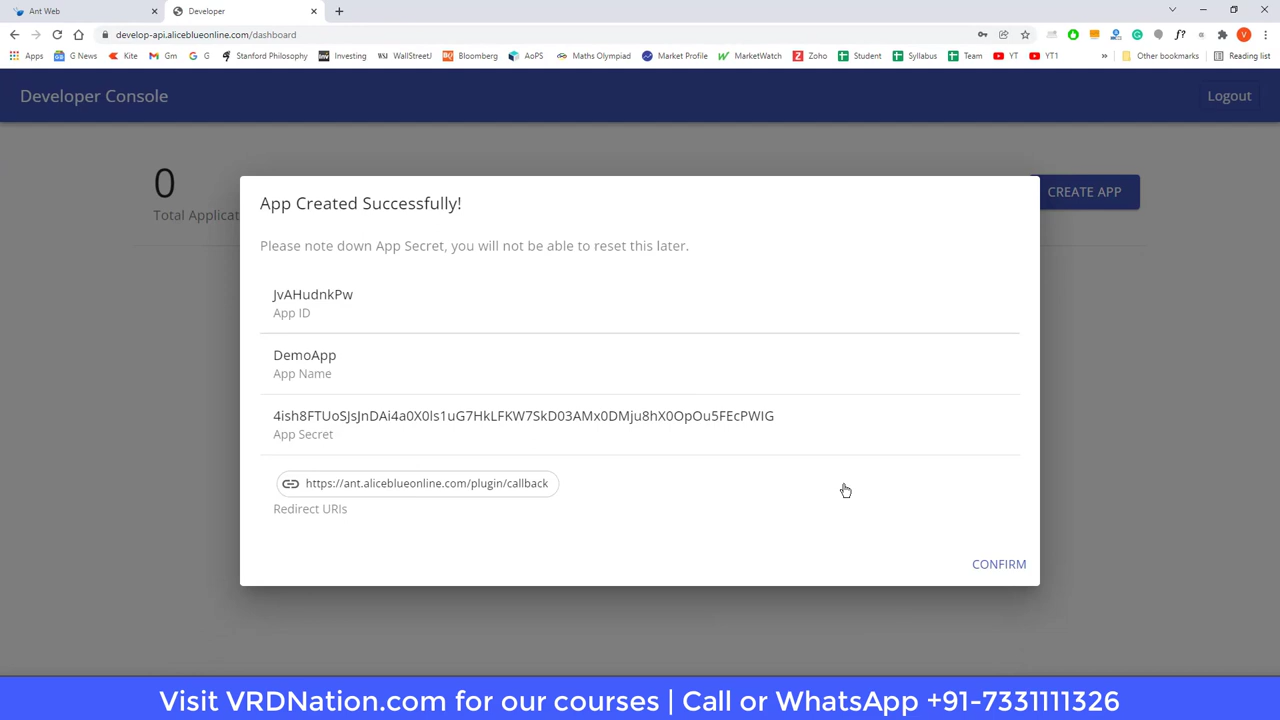 Ant Web
Developer
develop-api.aliceblueonline.com/dashboard
Apps
G News
Kite
Gm
G
Stanford Philosophy
Investing
WallStreetJ
Bloomberg
AoPS
Maths Olympiad
Market Profile
MarketWatch
Zoho
Student
Syllabus
Team
YT
YT1
»
Other bookmarks
Reading list
Developer Console
Logout
0
Total Applicat
CREATE APP
App Created Successfully!
Please note down App Secret, you will not be able to reset this later.
JvAHudnkPw
App ID
DemoApp
App Name
App Secret
https://ant.aliceblueonline.com/plugin/callback
Redirect URIs
CONFIRM
Visit VRDNation.com for our courses | Call or WhatsApp +91-7331111326